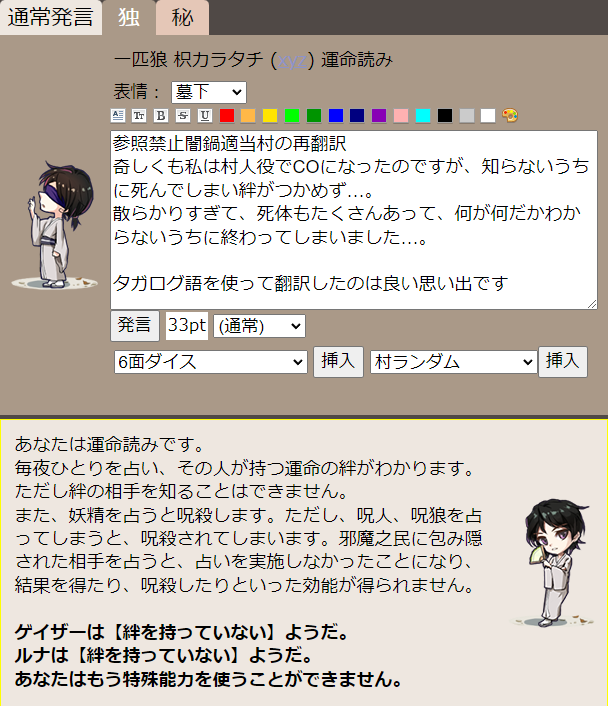 通常発言 独 秘
一匹狼 枳カラタチ (xyz) 運命読み
表情： 墓下
A Tr B S U
参照禁止闇鍋適当村の再翻訳
奇しくも私は村人役でCOになったのですが、知らないうち
に死んでしまい絆がつかめず…。
散らかりすぎて、死体もたくさんあって、何が何だかわか
らないうちに終わってしまいました…。
タガログ語を使って翻訳したのは良い思い出です
発言 33pt (通常)
6面ダイス 挿入 村ランダム 挿入
あなたは運命読みです。
毎夜ひとりを占い、その人が持つ運命の絆がわかります。
ただし絆の相手を知ることはできません。
また、妖精を占うと呪殺します。ただし、呪人、呪狼を占
ってしまうと、呪殺されてしまいます。邪魔之民に包み隠
された相手を占うと、占いを実施しなかったことになり、
結果を得たり、呪殺したりといった効能が得られません。
ゲイザーは【絆を持っていない】ようだ。
ルナは【絆を持っていない】ようだ。
あなたはもう特殊能力を使うことができません。